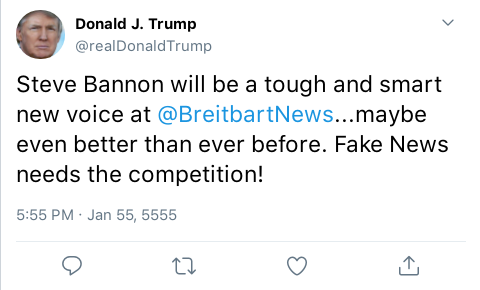 Donald J. Trump
@realDonaldTrump
Steve Bannon will be a tough and smart
new voice at @BreitbartNews...maybe
even better than ever before. Fake News
needs the competition!
5:55 PM · Jan 55, 5555